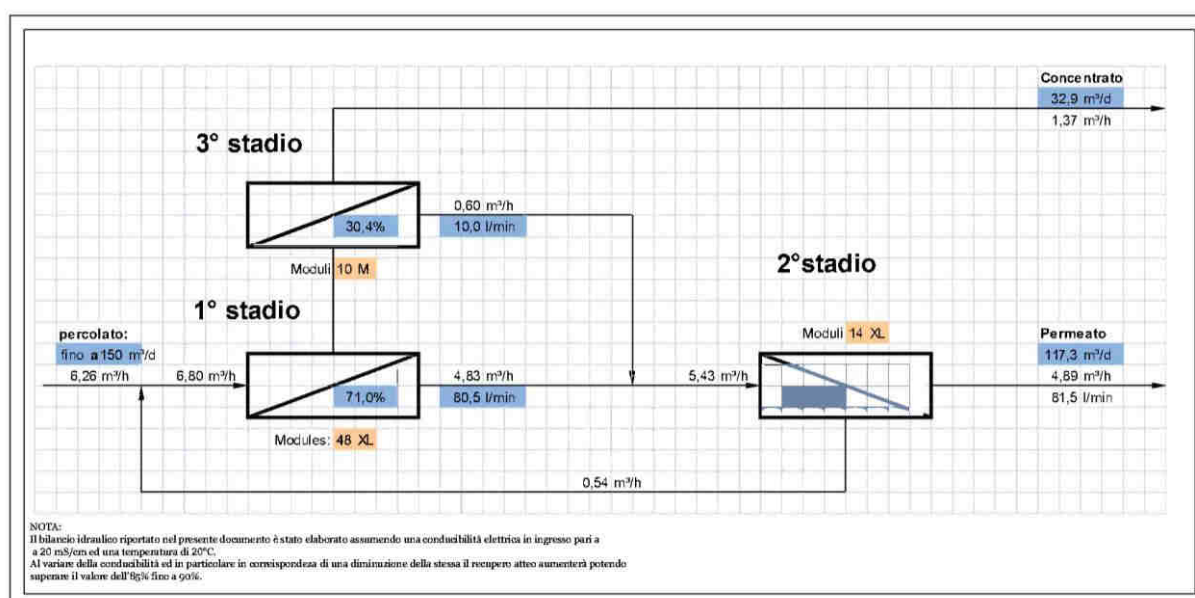 Concentrato
32,9 m³/d
1,37 m³/h
3° stadio
0,60 m³/h
30,4%
10,0 l/min
Moduli 10 M
2°stadio
1° stadio
percolato:
fino a 150 m³/d
6,26 m³/h
6,80 m³/h
71,0%
4,83 m³/h
80,5 l/min
Modules: 48 XL
5,43 m³/h
Moduli 14 XL
Permeato
117,3 m³/d
4,89 m³/h
81,5 l/min
0,54 m³/h
NOTA:
Il bilancio idraulico riportato nel presente documento è stato elaborato assumendo una conducibilità elettrica in ingresso pari a
a 20 mS/cm ed una temperatura di 20°C.
Al variare della conducibilità ed in particolare in corrispondeza di una diminuzione della stessa il recupero atteo aumenterà potendo
superare il valore dell'85% fino a 90%.